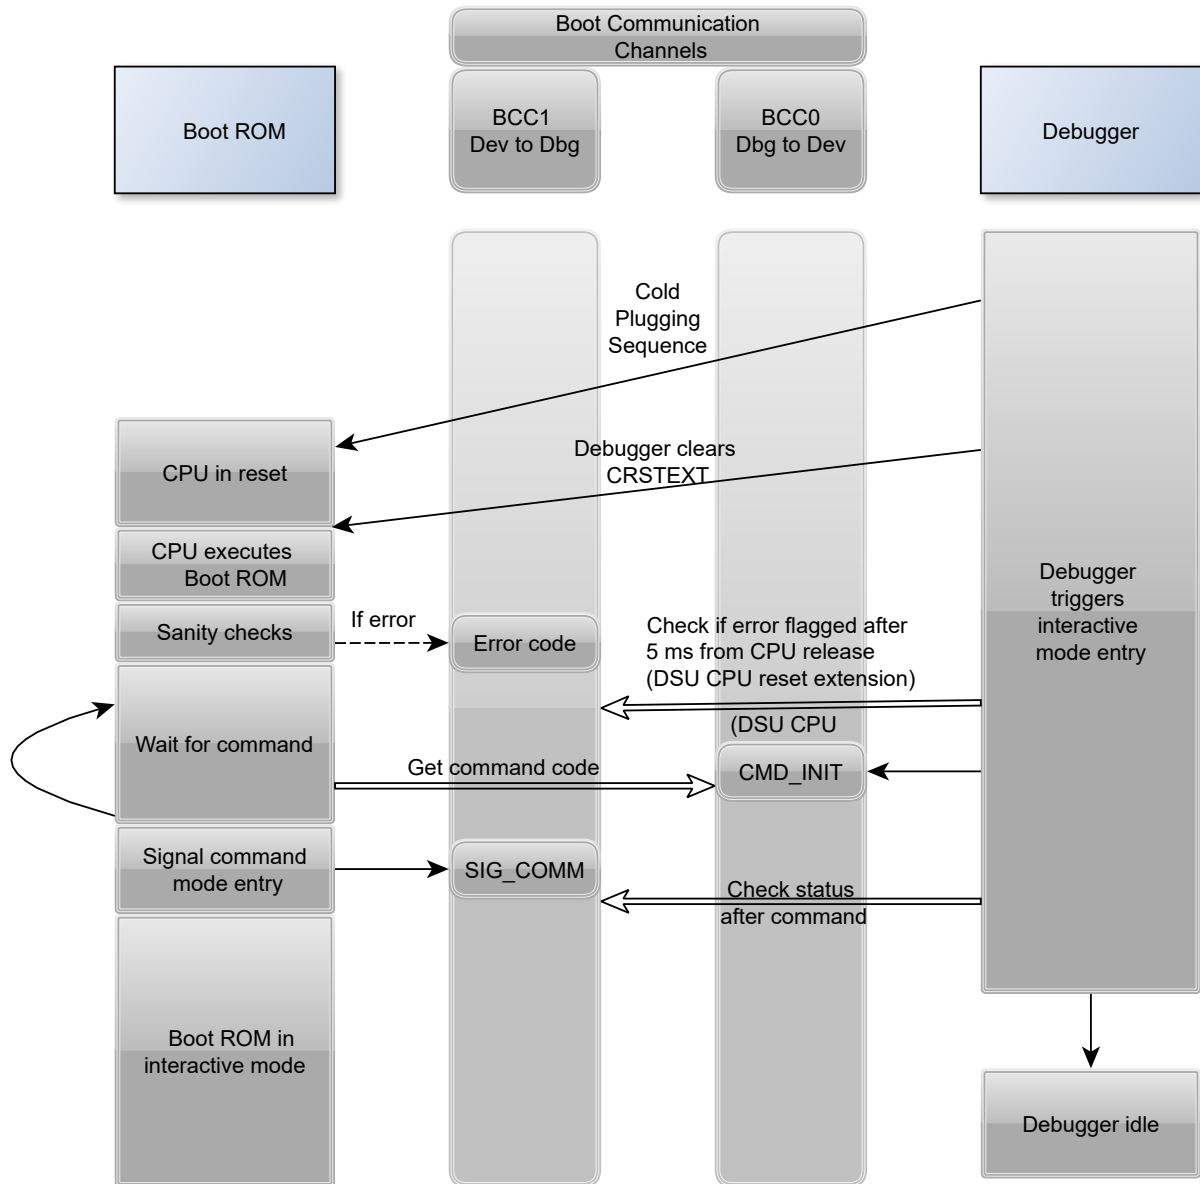 Boot Communication
Channels
Boot ROM
BCC1
Dev to Dbg
BCC0
Dbg to Dev
Debugger
Cold
Plugging
Sequence
Debugger clears
CRSTEXT
CPU in reset
CPU executes
Boot ROM
Sanity checks
If error
Error code
Check if error flagged after
5 ms from CPU release
(DSU CPU reset extension)
(DSU CPU
Debugger
triggers
interactive
mode entry
Wait for command
Get command code
CMD_INIT
Signal command
mode entry
SIG_COMM
Check status
after command
Boot ROM in
interactive mode
Debugger idle